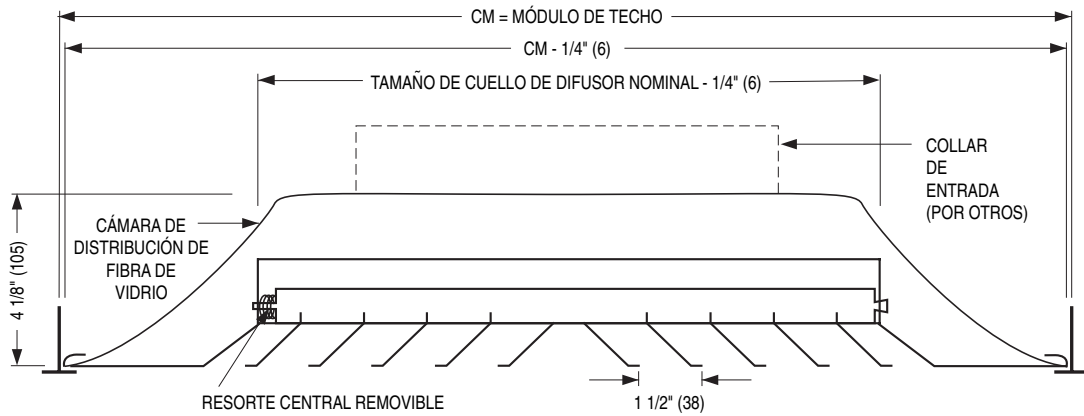 CM = MÓDULO DE TECHO
CM - 1/4" (6)
TAMAÑO DE CUELLO DE DIFUSOR NOMINAL - 1/4" (6)
COLLAR
DE
ENTRADA
(POR OTROS)
CÁMARA DE
DISTRIBUCIÓN DE
FIBRA DE
VIDRIO
4 1/8" (105)
RESORTE CENTRAL REMOVIBLE
1 1/2" (38)